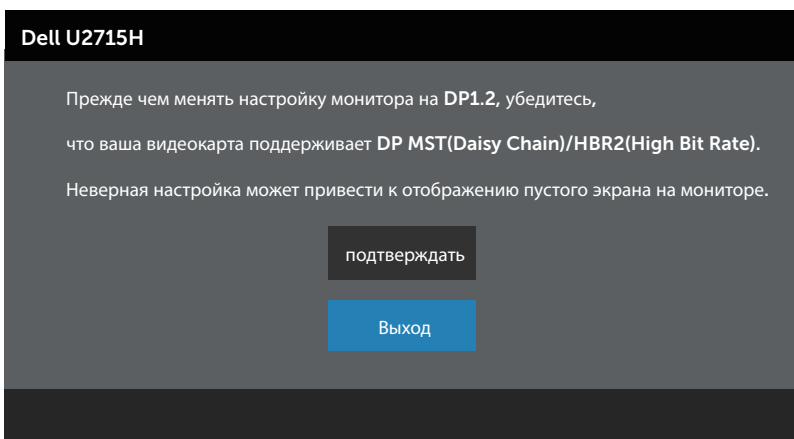 Dell U2715H
Прежде чем менять настройку монитора на DP1.2, убедитесь,
что ваша видеокарта поддерживает DP MST(Daisy Chain)/HBR2(High Bit Rate).
Неверная настройка может привести к отображению пустого экрана на мониторе.
подтверждать
Выход